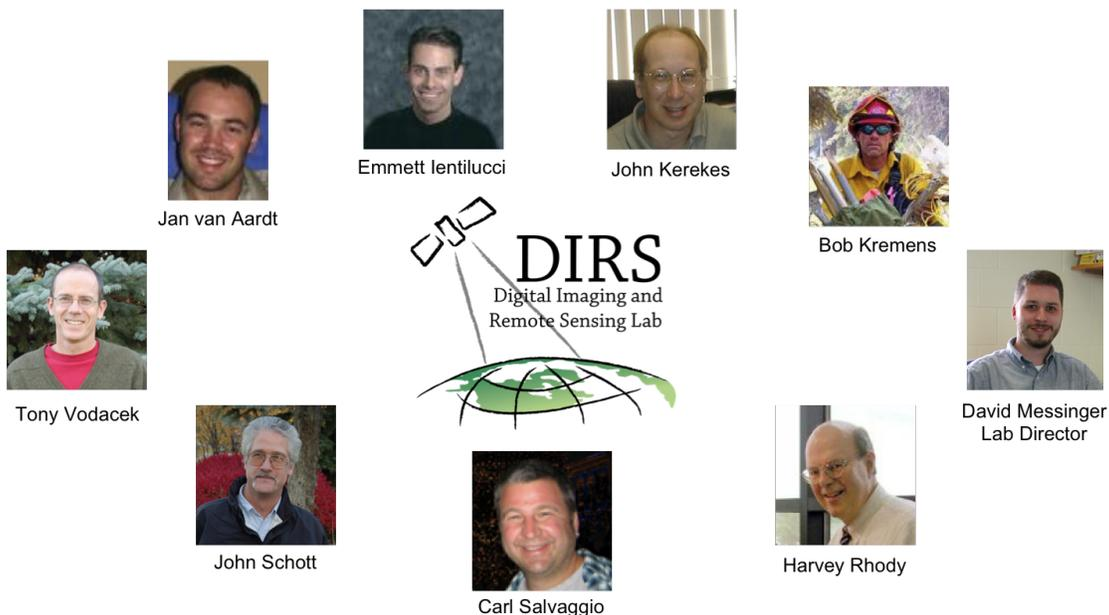 Emmett Ientilucci
John Kerekes
Jan van Aardt
Bob Kremens
DIRS
Digital Imaging and
Remote Sensing Lab
Tony Vodacek
David Messinger
Lab Director
John Schott
Harvey Rhody
Carl Salvaggio